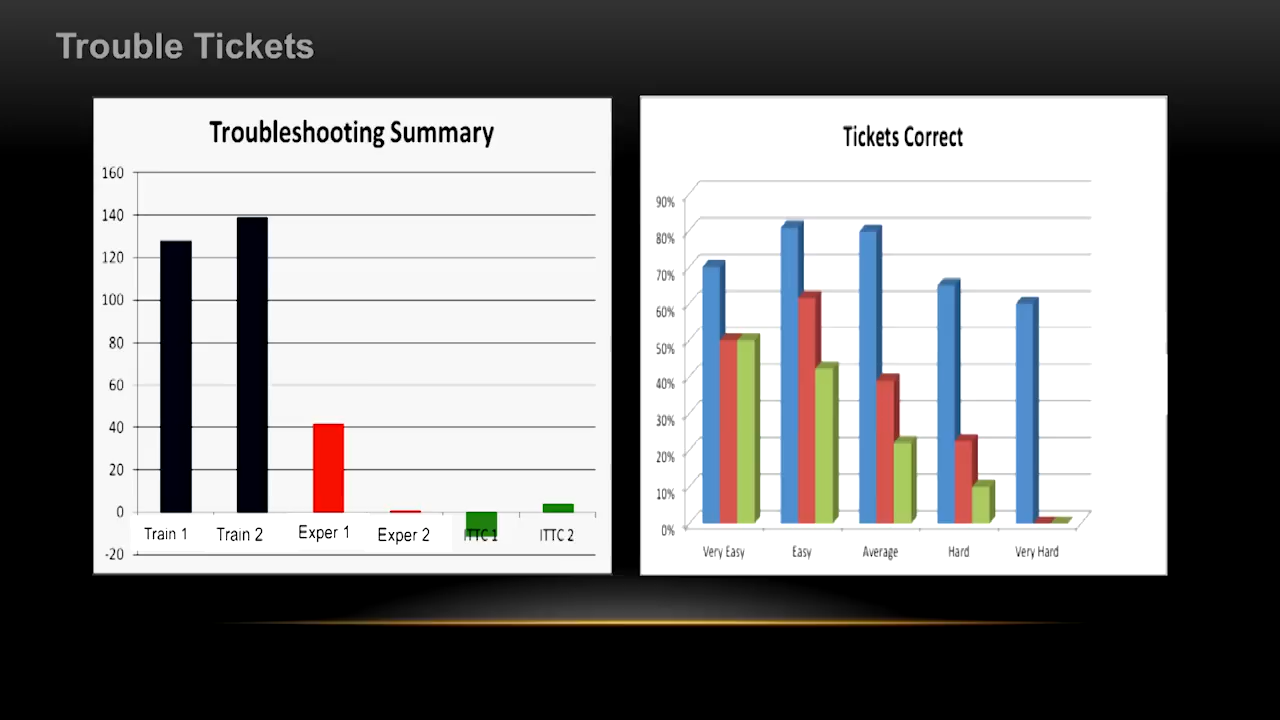 Trouble Tickets
Troubleshooting Summary
160
140
120
100
80
60
40
20
0
-20
Train 1
Train 2
Exper 1
Exper 2
ITTC 1
ITTC 2
Tickets Correct
90%
80%
70%
60%
50%
40%
30%
20%
10%
0%
Very Easy
Easy
Average
Hard
Very Hard